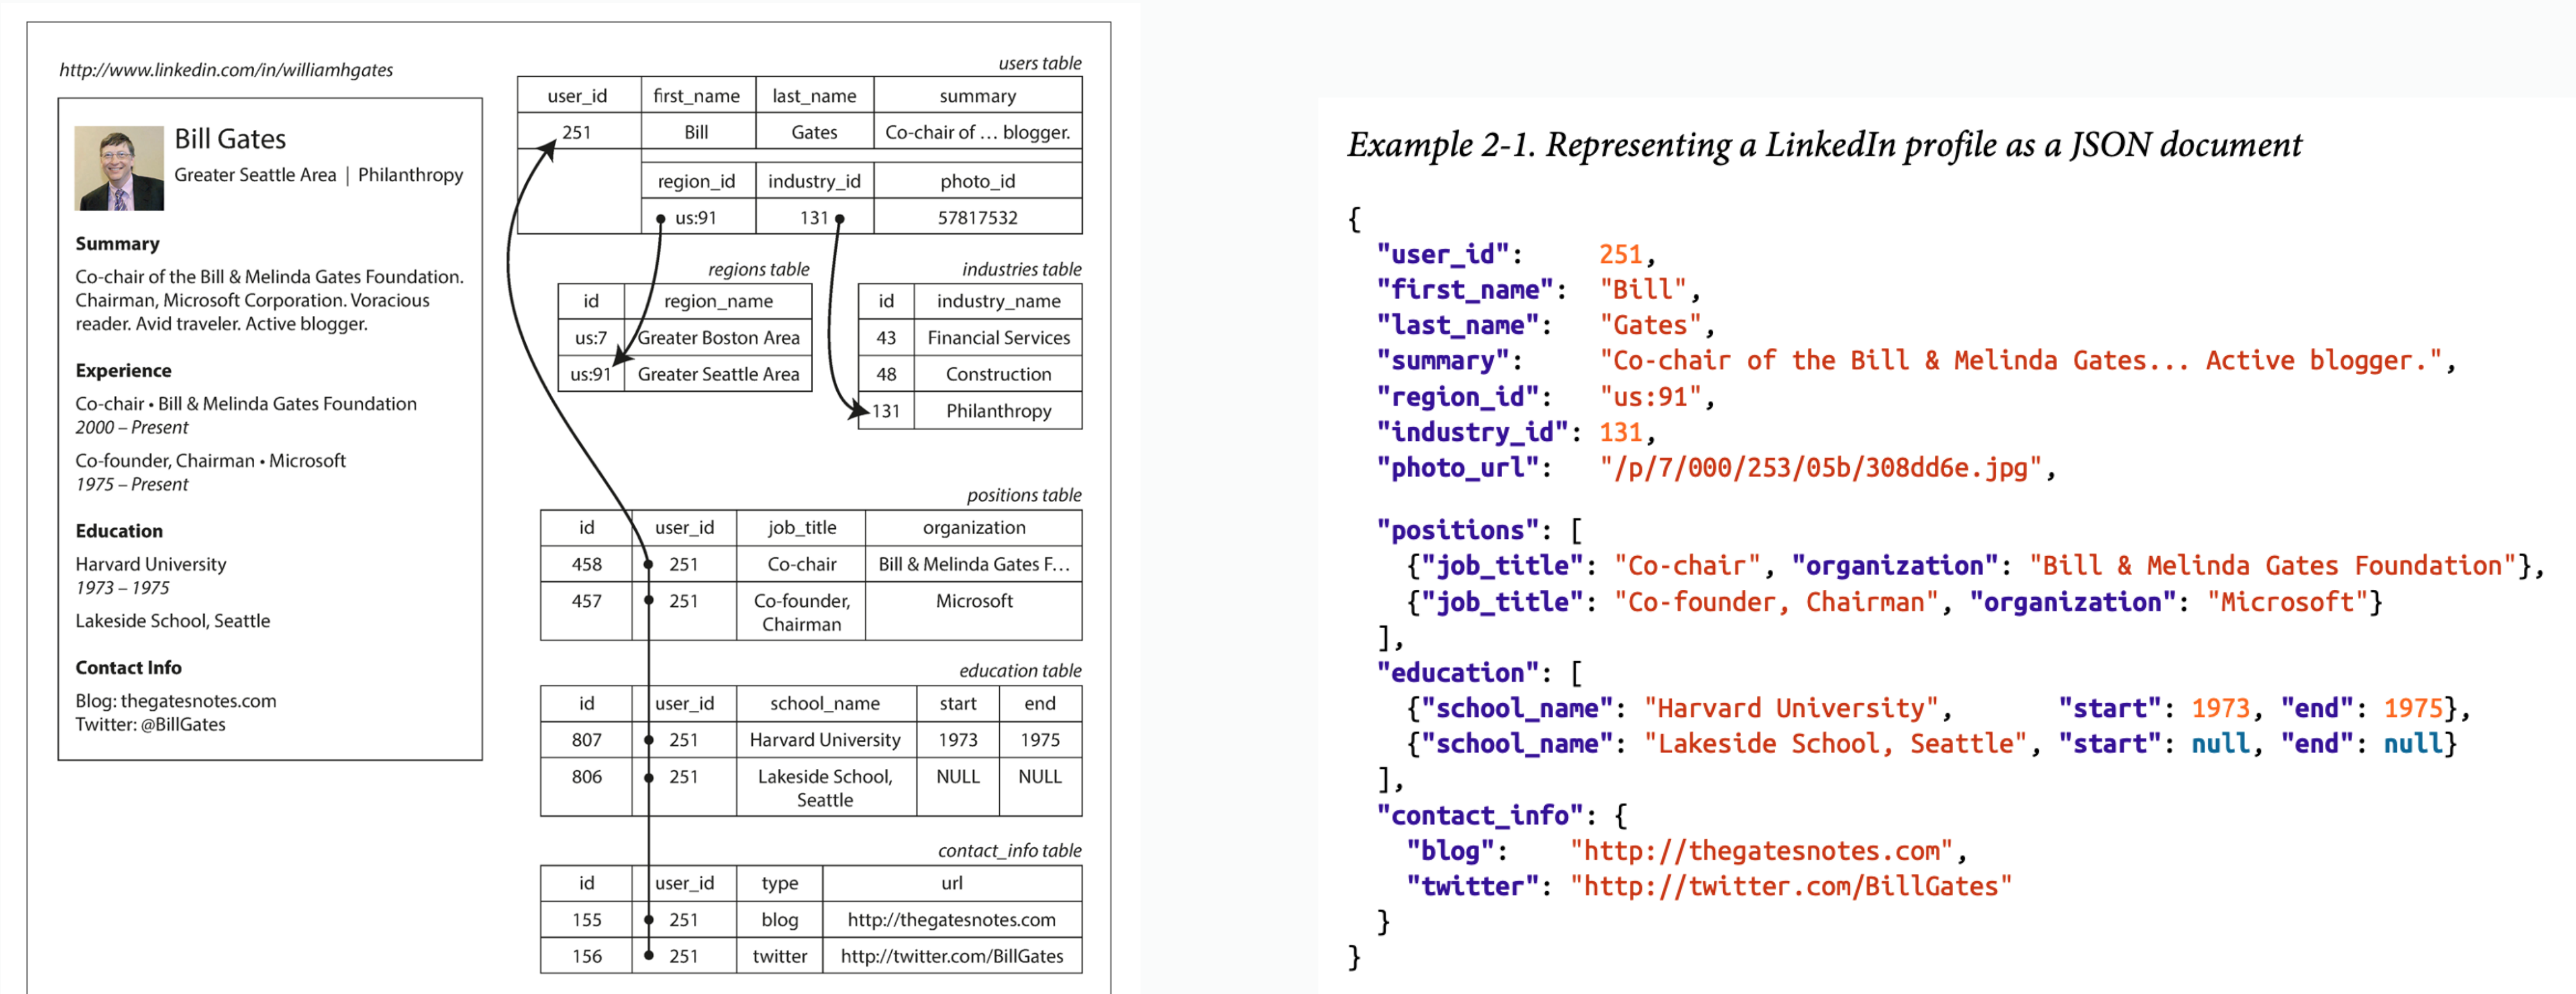 http://www.linkedin.com/in/williamhgates
Bill Gates
Greater Seattle Area | Philanthropy
Summary
Co-chair of the Bill & Melinda Gates Foundation.
Chairman, Microsoft Corporation. Voracious
reader. Avid traveler. Active blogger.
Experience
Co-chair • Bill & Melinda Gates Foundation
2000 – Present
Co-founder, Chairman • Microsoft
1975 – Present
Education
Harvard University
1973 – 1975
Lakeside School, Seattle
Contact Info
Blog: thegatesnotes.com
Twitter: @BillGates
users table
user_id first_name last_name summary
251 Bill Gates Co-chair of … blogger.
region_id industry_id photo_id
us:91 131 57817532
regions table
id region_name
us:7 Greater Boston Area
us:91 Greater Seattle Area
industries table
id industry_name
43 Financial Services
48 Construction
131 Philanthropy
positions table
id user_id job_title organization
458 251 Co-chair Bill & Melinda Gates F…
457 251 Co-founder, Microsoft
Chairman
education table
id user_id school_name start end
807 251 Harvard University 1973 1975
806 251 Lakeside School, NULL NULL
Seattle
contact_info table
id user_id type url
155 251 blog http://thegatesnotes.com
156 251 twitter http://twitter.com/BillGates
Example 2-1. Representing a LinkedIn profile as a JSON document
{
"user_id": 251,
"first_name": "Bill",
"last_name": "Gates",
"summary": "Co-chair of the Bill & Melinda Gates... Active blogger.",
"region_id": "us:91",
"industry_id": 131,
"photo_url": "/p/7/000/253/05b/308dd6e.jpg",
"positions": [
{"job_title": "Co-chair", "organization": "Bill & Melinda Gates Foundation"},
{"job_title": "Co-founder, Chairman", "organization": "Microsoft"}
],
"education": [
{"school_name": "Harvard University", "start": 1973, "end": 1975},
{"school_name": "Lakeside School, Seattle", "start": null, "end": null}
],
"contact_info": {
"blog": "http://thegatesnotes.com",
"twitter": "http://twitter.com/BillGates"
}
}